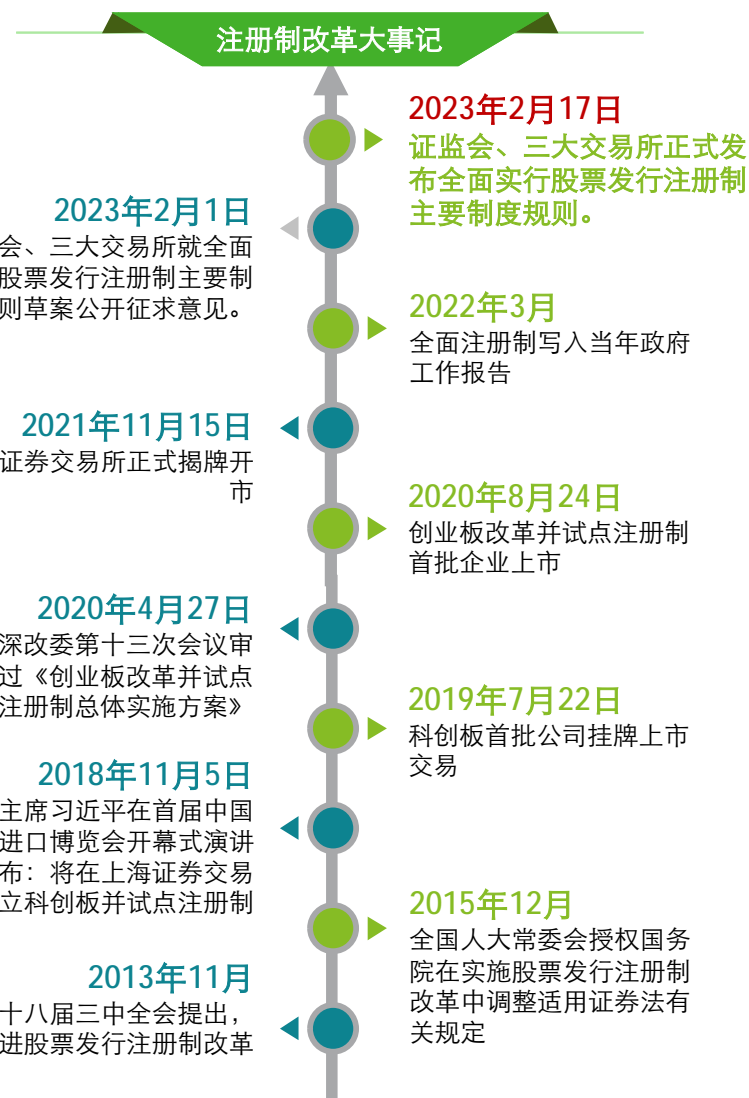 注册制改革大事记
2023年2月17日
证监会、三大交易所正式发
布全面实行股票发行注册制
主要制度规则。
2023年2月1日
会、三大交易所就全面
股票发行注册制主要制
则草案公开征求意见。
2022年3月
全面注册制写入当年政府
工作报告
2021年11月15日
证券交易所正式揭牌开
市
2020年8月24日
创业板改革并试点注册制
首批企业上市
2020年4月27日
深改委第十三次会议审
过《创业板改革并试点
注册制总体实施方案》
2019年7月22日
科创板首批公司挂牌上市
交易
2018年11月5日
主席习近平在首届中国
进口博览会开幕式演讲
布：将在上海证券交易
立科创板并试点注册制
2015年12月
全国人大常委会授权国务
院在实施股票发行注册制
改革中调整适用证券法有
关规定
2013年11月
十八届三中全会提出，
进股票发行注册制改革